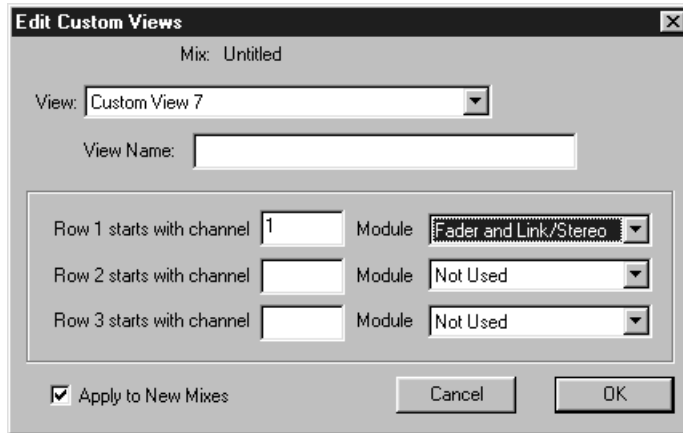 Edit Custom Views
Mix: Untitled
View: Custom View 7
View Name:
Row 1 starts with channel 1 Module Fader and Link/Stereo
Row 2 starts with channel Module Not Used
Row 3 starts with channel Module Not Used
Apply to New Mixes Cancel OK